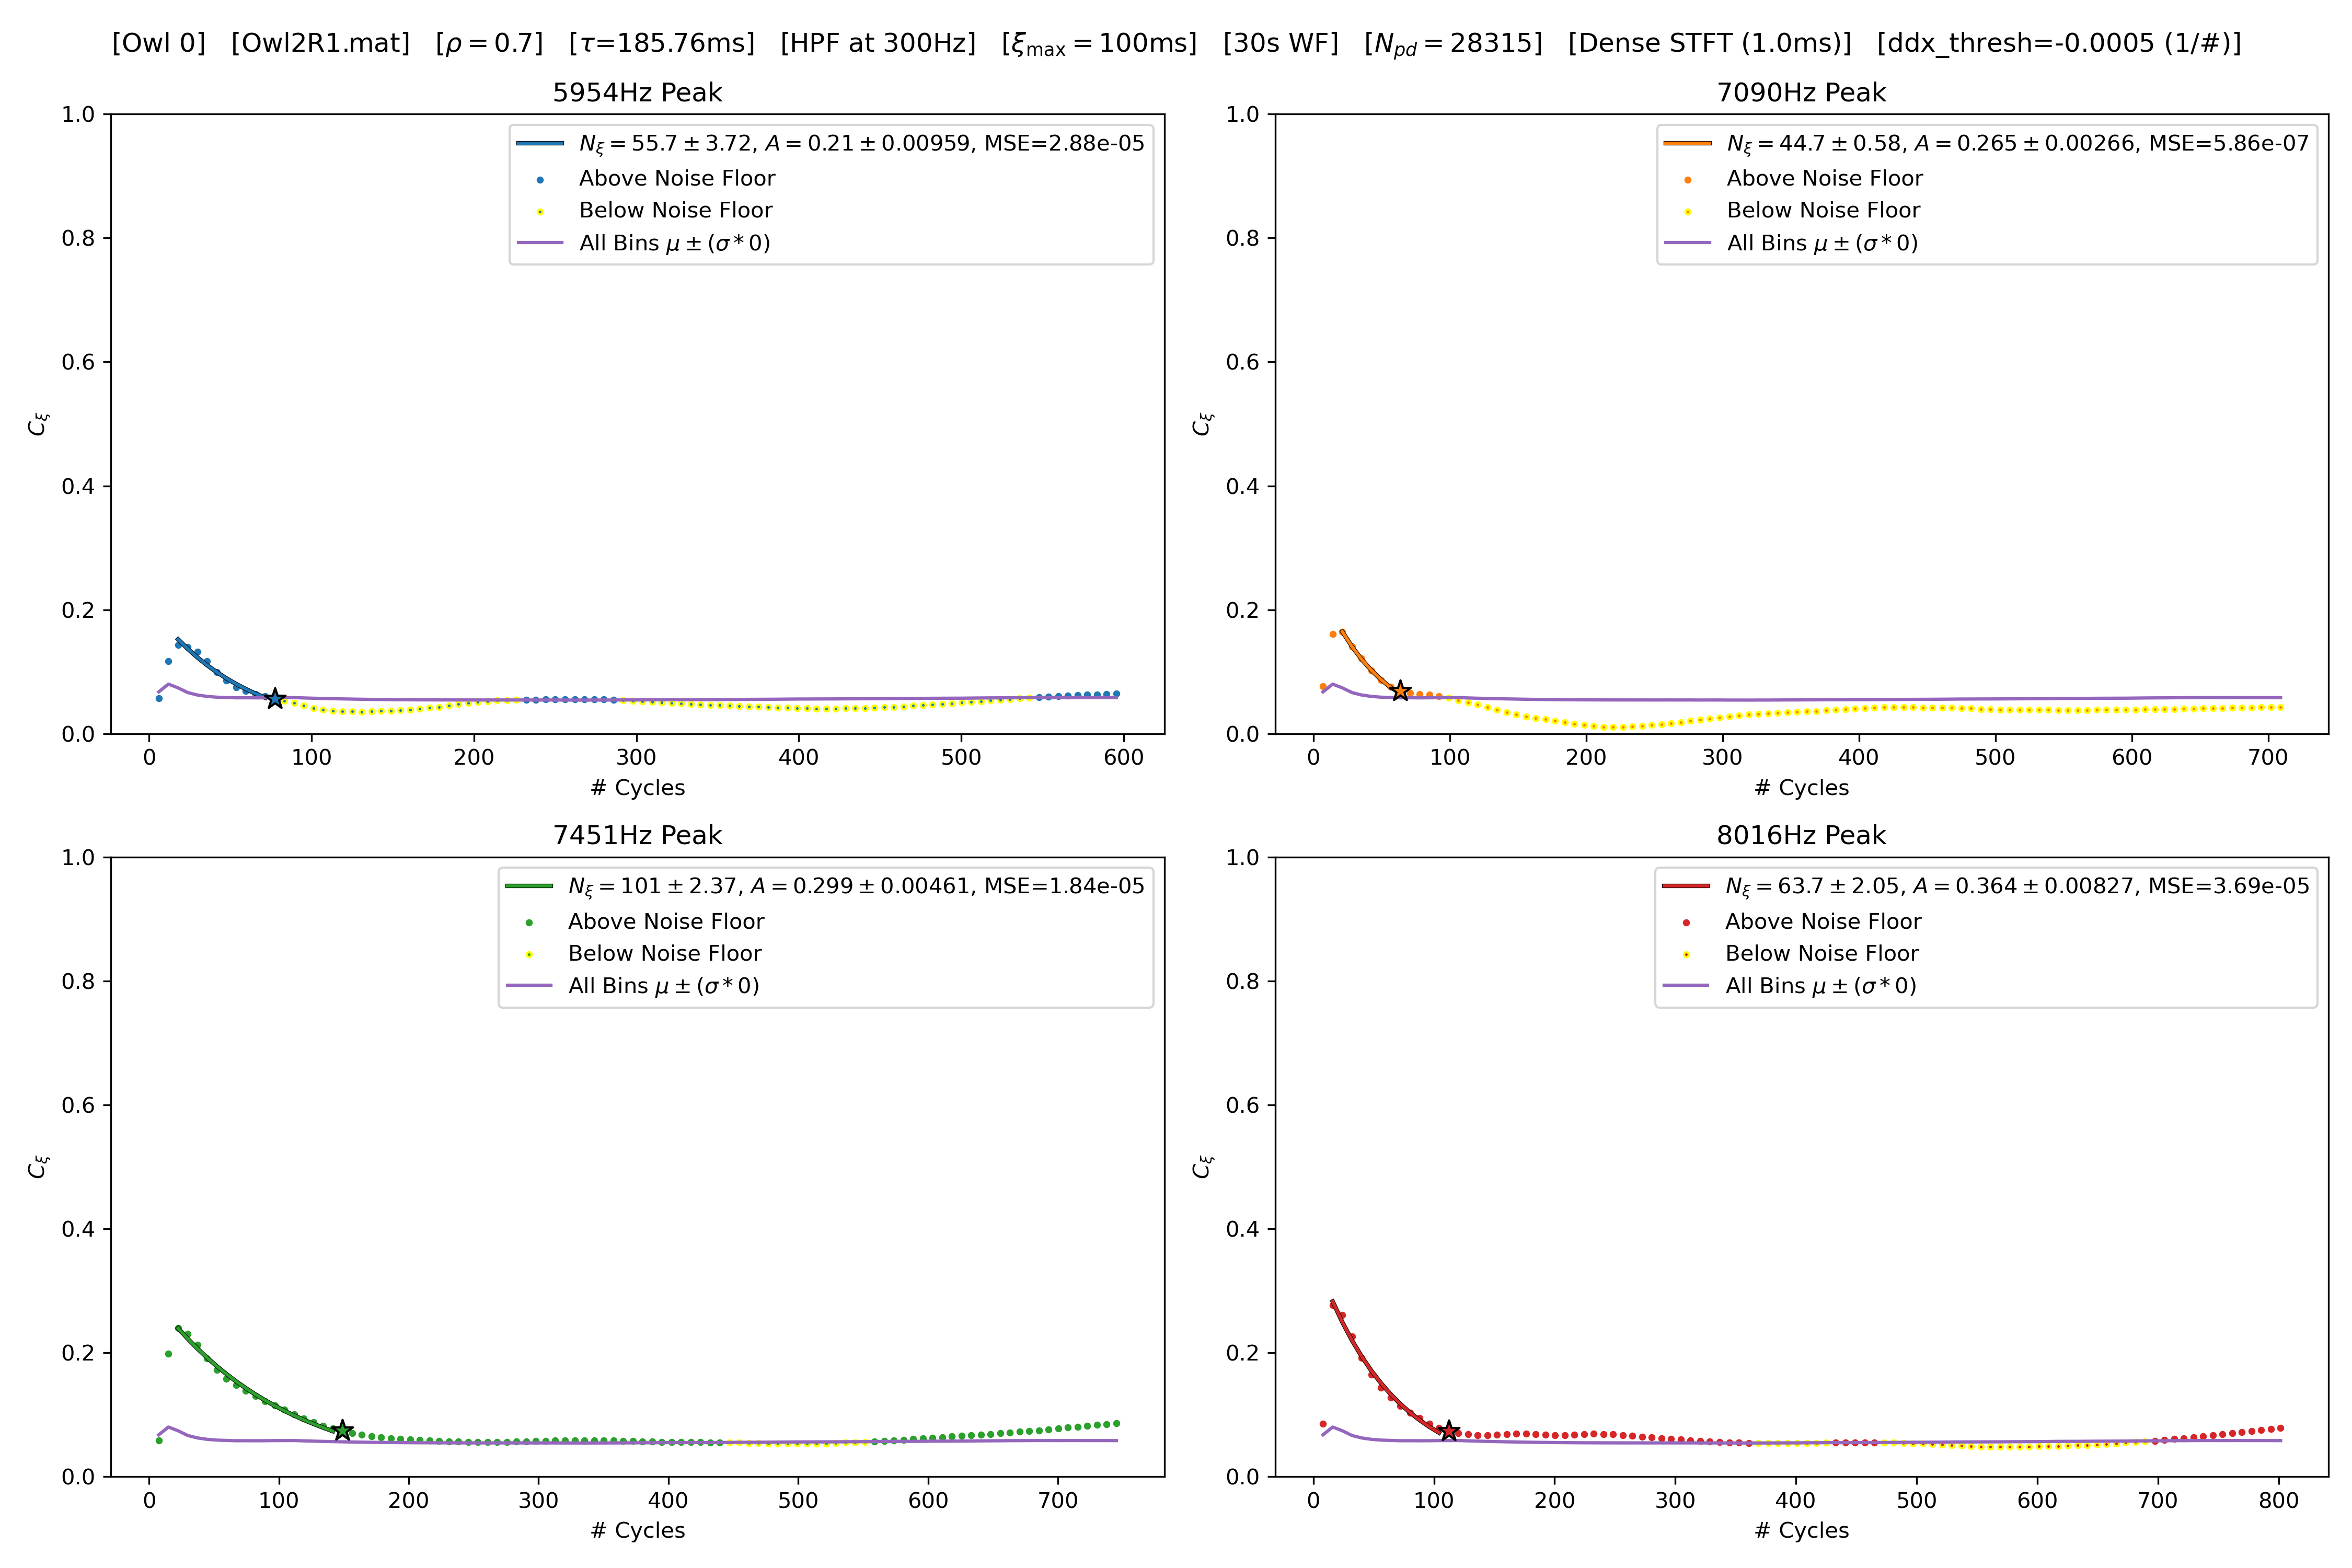 [Owl 0] [Owl2R1.mat] [ρ = 0.7] [τ=185.76ms] [HPF at 300Hz] [ξmax = 100ms] [30s WF] [Npd = 28315] [Dense STFT (1.0ms)] [ddx_thresh=-0.0005 (1/#)]
5954Hz Peak
Nξ = 55.7 ± 3.72, A = 0.21 ± 0.00959, MSE=2.88e-05
Above Noise Floor
Below Noise Floor
All Bins μ ± (σ * 0)
1.0
0.8
0.6
0.4
0.2
0.0
Cξ
0 100 200 300 400 500 600
# Cycles
7090Hz Peak
Nξ = 44.7 ± 0.58, A = 0.265 ± 0.00266, MSE=5.86e-07
Above Noise Floor
Below Noise Floor
All Bins μ ± (σ * 0)
1.0
0.8
0.6
0.4
0.2
0.0
Cξ
0 100 200 300 400 500 600 700
# Cycles
7451Hz Peak
Nξ = 101 ± 2.37, A = 0.299 ± 0.00461, MSE=1.84e-05
Above Noise Floor
Below Noise Floor
All Bins μ ± (σ * 0)
1.0
0.8
0.6
0.4
0.2
0.0
Cξ
0 100 200 300 400 500 600 700
# Cycles
8016Hz Peak
Nξ = 63.7 ± 2.05, A = 0.364 ± 0.00827, MSE=3.69e-05
Above Noise Floor
Below Noise Floor
All Bins μ ± (σ * 0)
1.0
0.8
0.6
0.4
0.2
0.0
Cξ
0 100 200 300 400 500 600 700 800
# Cycles